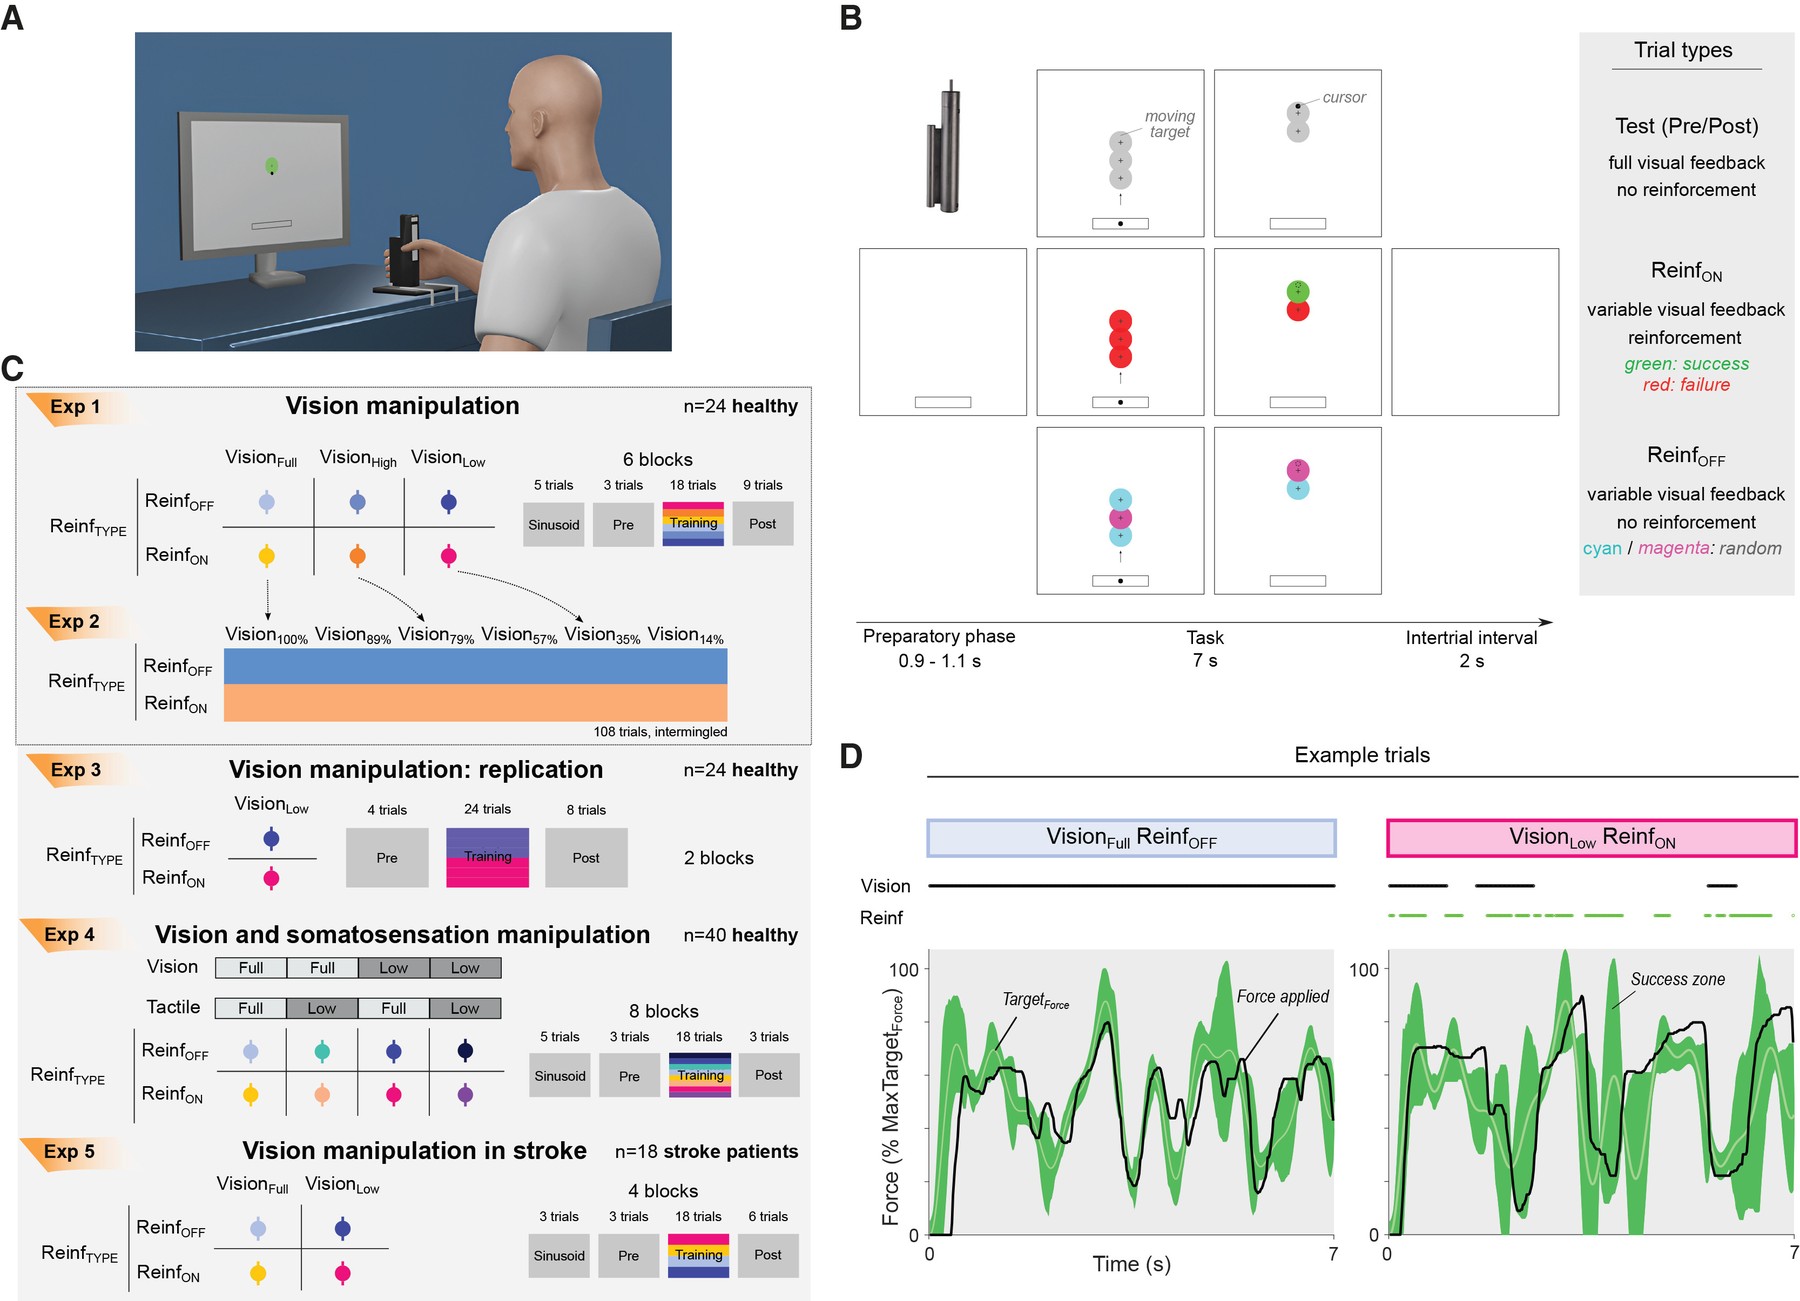 A
B
moving
target
cursor
Trial types
Test (Pre/Post)
full visual feedback
no reinforcement
ReinfON
variable visual feedback
reinforcement
green: success
red: failure
ReinfOFF
variable visual feedback
no reinforcement
cyan / magenta: random
Preparatory phase
0.9 - 1.1 s
Task
7 s
Intertrial interval
2 s
C
Exp 1
Vision manipulation
n=24 healthy
VisionFull
VisionHigh
VisionLow
ReinfTYPE
ReinfOFF
ReinfON
6 blocks
5 trials
3 trials
18 trials
9 trials
Sinusoid
Pre
Training
Post
Exp 2
Vision100%
Vision89%
Vision79%
Vision57%
Vision35%
Vision14%
ReinfTYPE
ReinfOFF
ReinfON
108 trials, intermingled
Exp 3
Vision manipulation: replication
n=24 healthy
VisionLow
ReinfTYPE
ReinfOFF
ReinfON
4 trials
24 trials
8 trials
Pre
Training
Post
2 blocks
Exp 4
Vision and somatosensation manipulation
n=40 healthy
Vision
Full
Full
Low
Low
Tactile
Full
Low
Full
Low
ReinfTYPE
ReinfOFF
ReinfON
8 blocks
5 trials
3 trials
18 trials
3 trials
Sinusoid
Pre
Training
Post
Exp 5
Vision manipulation in stroke
n=18 stroke patients
VisionFull
VisionLow
ReinfTYPE
ReinfOFF
ReinfON
4 blocks
3 trials
3 trials
18 trials
6 trials
Sinusoid
Pre
Training
Post
D
Example trials
VisionFull ReinfOFF
VisionLow ReinfON
Vision
Reinf
Force (% MaxTargetForce)
100
0
TargetForce
Force applied
0
7
Time (s)
100
0
Success zone
0
7